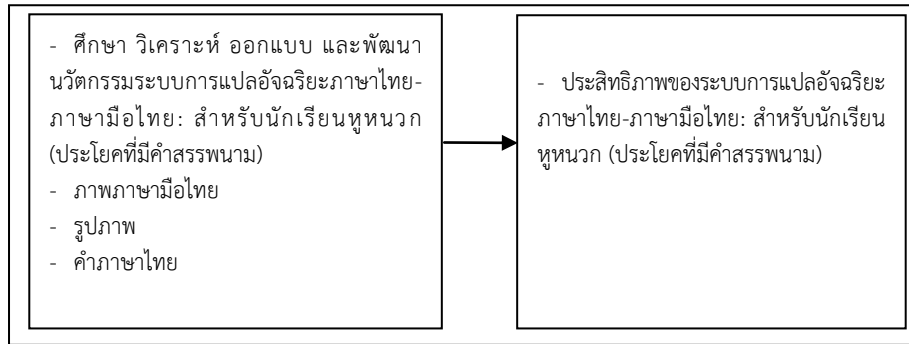 - ศึกษา วิเคราะห์ ออกแบบ และพัฒนา
นวัตกรรมระบบการแปลอัจฉริยะภาษาไทย-
ภาษามือไทย: สำหรับนักเรียนหูหนวก
(ประโยคที่มีคำสรรพนาม)
- ภาพภาษามือไทย
- รูปภาพ
- คำภาษาไทย
- ประสิทธิภาพของระบบการแปลอัจฉริยะ
ภาษาไทย-ภาษามือไทย: สำหรับนักเรียน
หูหนวก (ประโยคที่มีคำสรรพนาม)